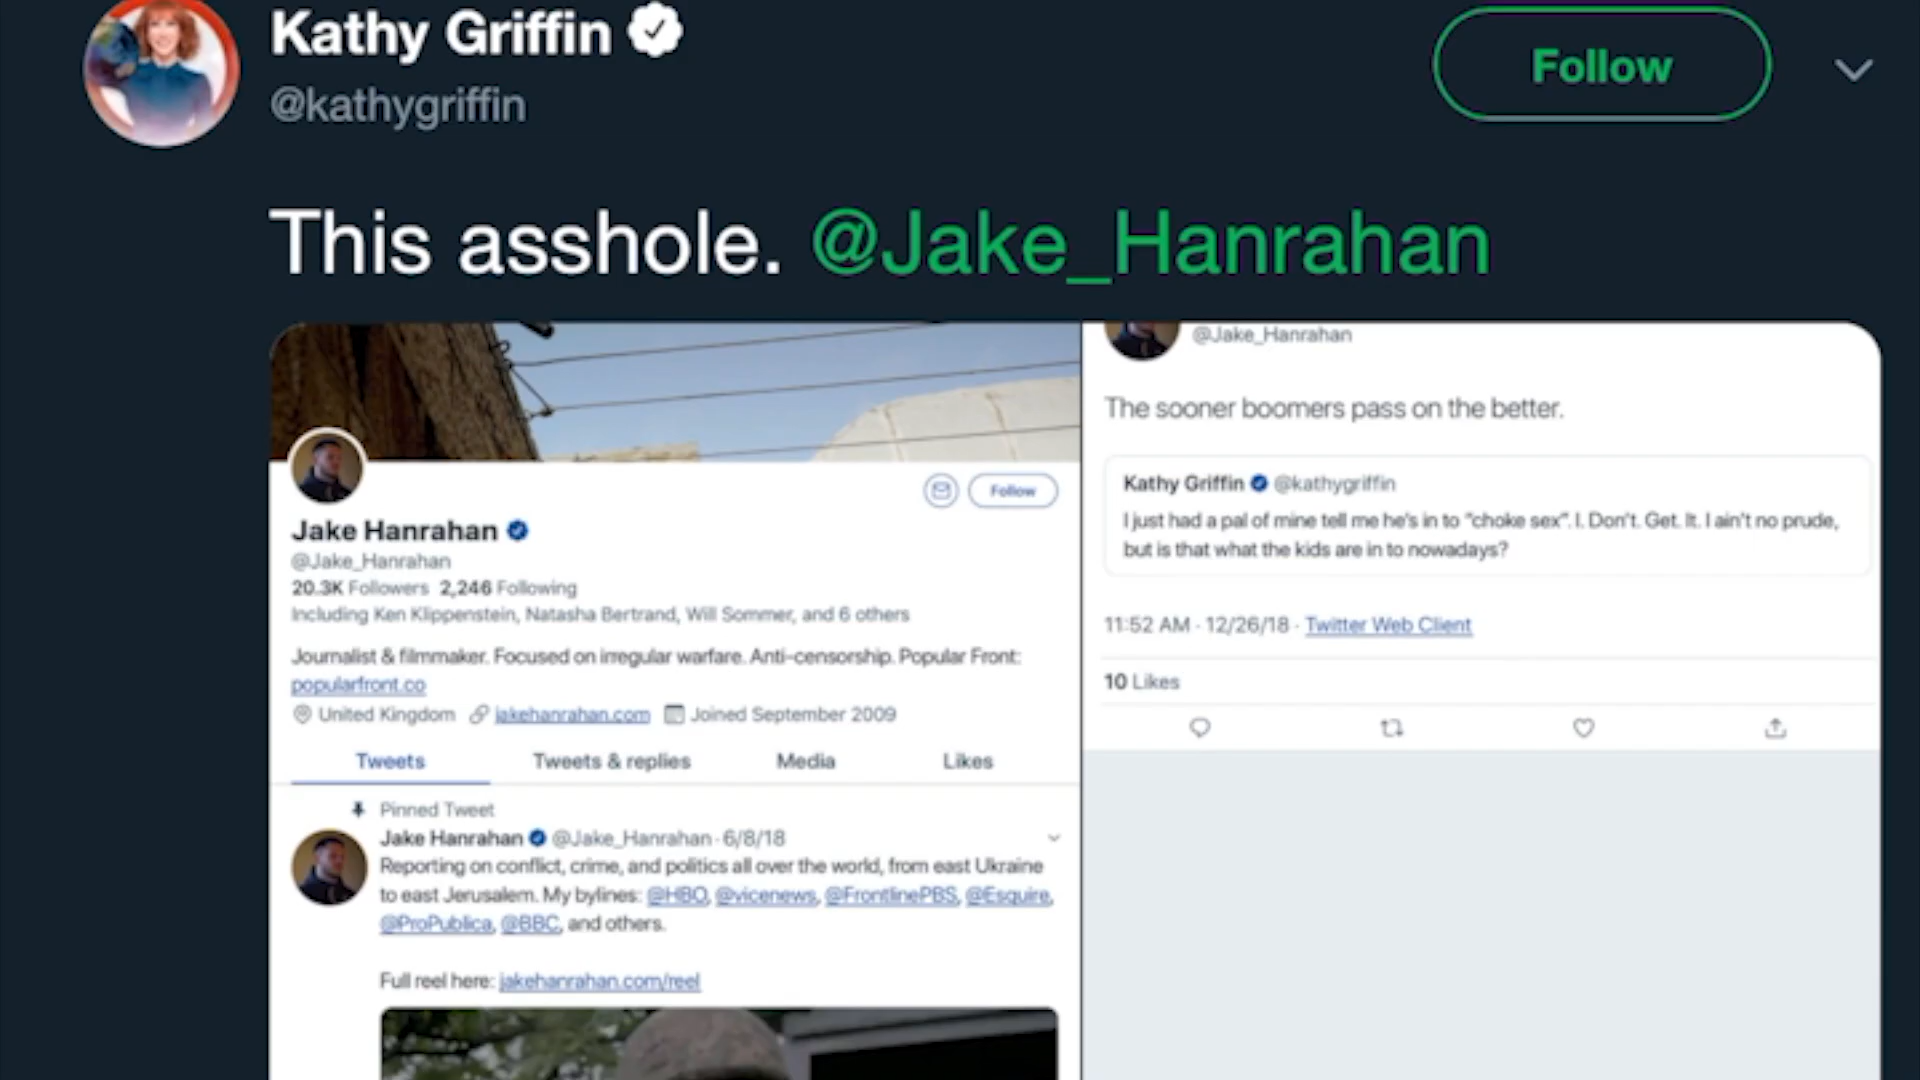 Kathy Griffin
@kathygriffin
Follow
This asshole. @Jake_Hanrahan
Follow
Jake Hanrahan
@Jake_Hanrahan
20.3K Followers 2,246 Following
Including Ken Klippenstein, Natasha Bertrand, Will Sommer, and 6 others
Journalist & filmmaker. Focused on irregular warfare. Anti-censorship. Popular Front:
popularfront.co
United Kingdom jakehanrahan.com Joined September 2009
Tweets Tweets & replies Media Likes
Pinned Tweet
Jake Hanrahan @Jake_Hanrahan · 6/8/18
Reporting on conflict, crime, and politics all over the world, from east Ukraine
to east Jerusalem. My bylines: @HBO, @vicenews, @FrontlinePBS, @Esquire,
@ProPublica, @BBC, and others.
Full reel here: jakehanrahan.com/reel
@Jake_Hanrahan
The sooner boomers pass on the better.
Kathy Griffin @kathygriffin
I just had a pal of mine tell me he's in to "choke sex". I. Don't. Get. It. I ain't no prude,
but is that what the kids are in to nowadays?
11:52 AM · 12/26/18 · Twitter Web Client
10 Likes